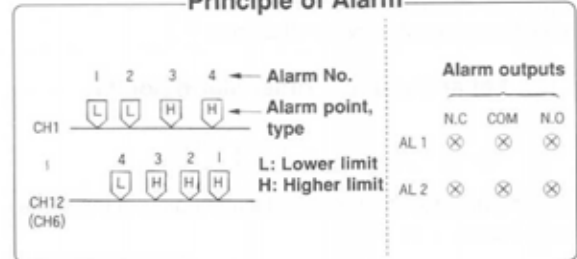 Principle of Alarm
1 2 3 4 Alarm No.
L L H H Alarm point,
type
CH1
4 3 2 1
L H H H
L: Lower limit
H: Higher limit
CH12
(CH6)
Alarm outputs
N.C COM N.O
AL 1
AL 2